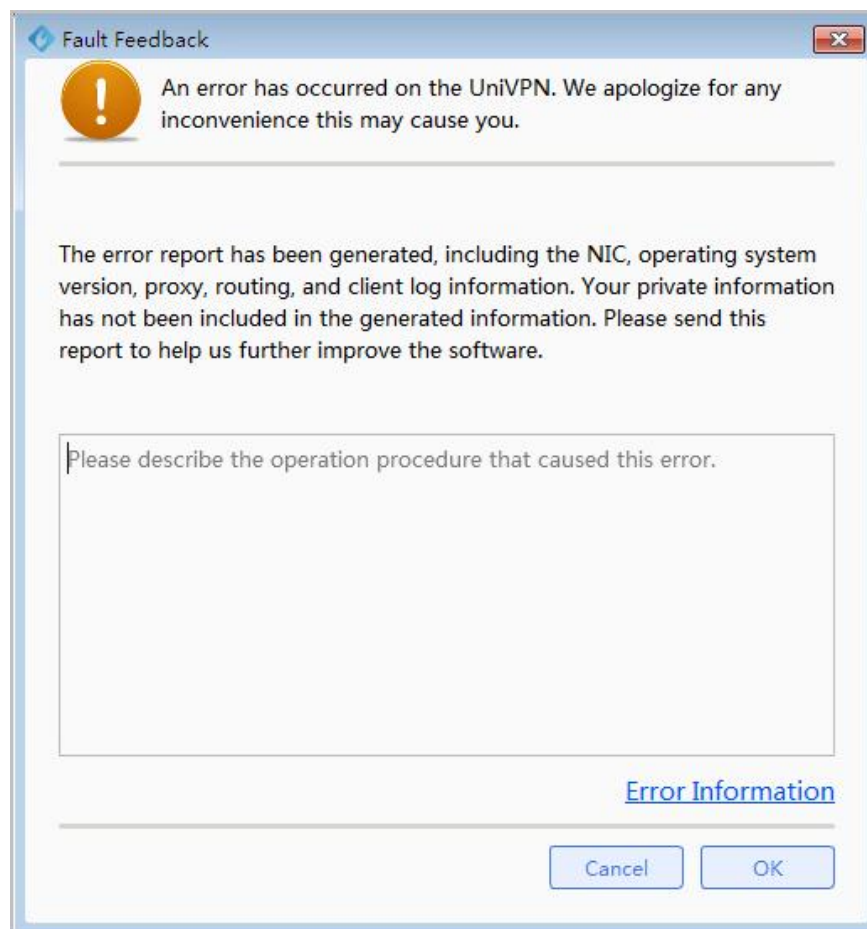 Fault Feedback
An error has occurred on the UniVPN. We apologize for any
inconvenience this may cause you.
The error report has been generated, including the NIC, operating system
version, proxy, routing, and client log information. Your private information
has not been included in the generated information. Please send this
report to help us further improve the software.
Please describe the operation procedure that caused this error.
Error Information
Cancel
OK